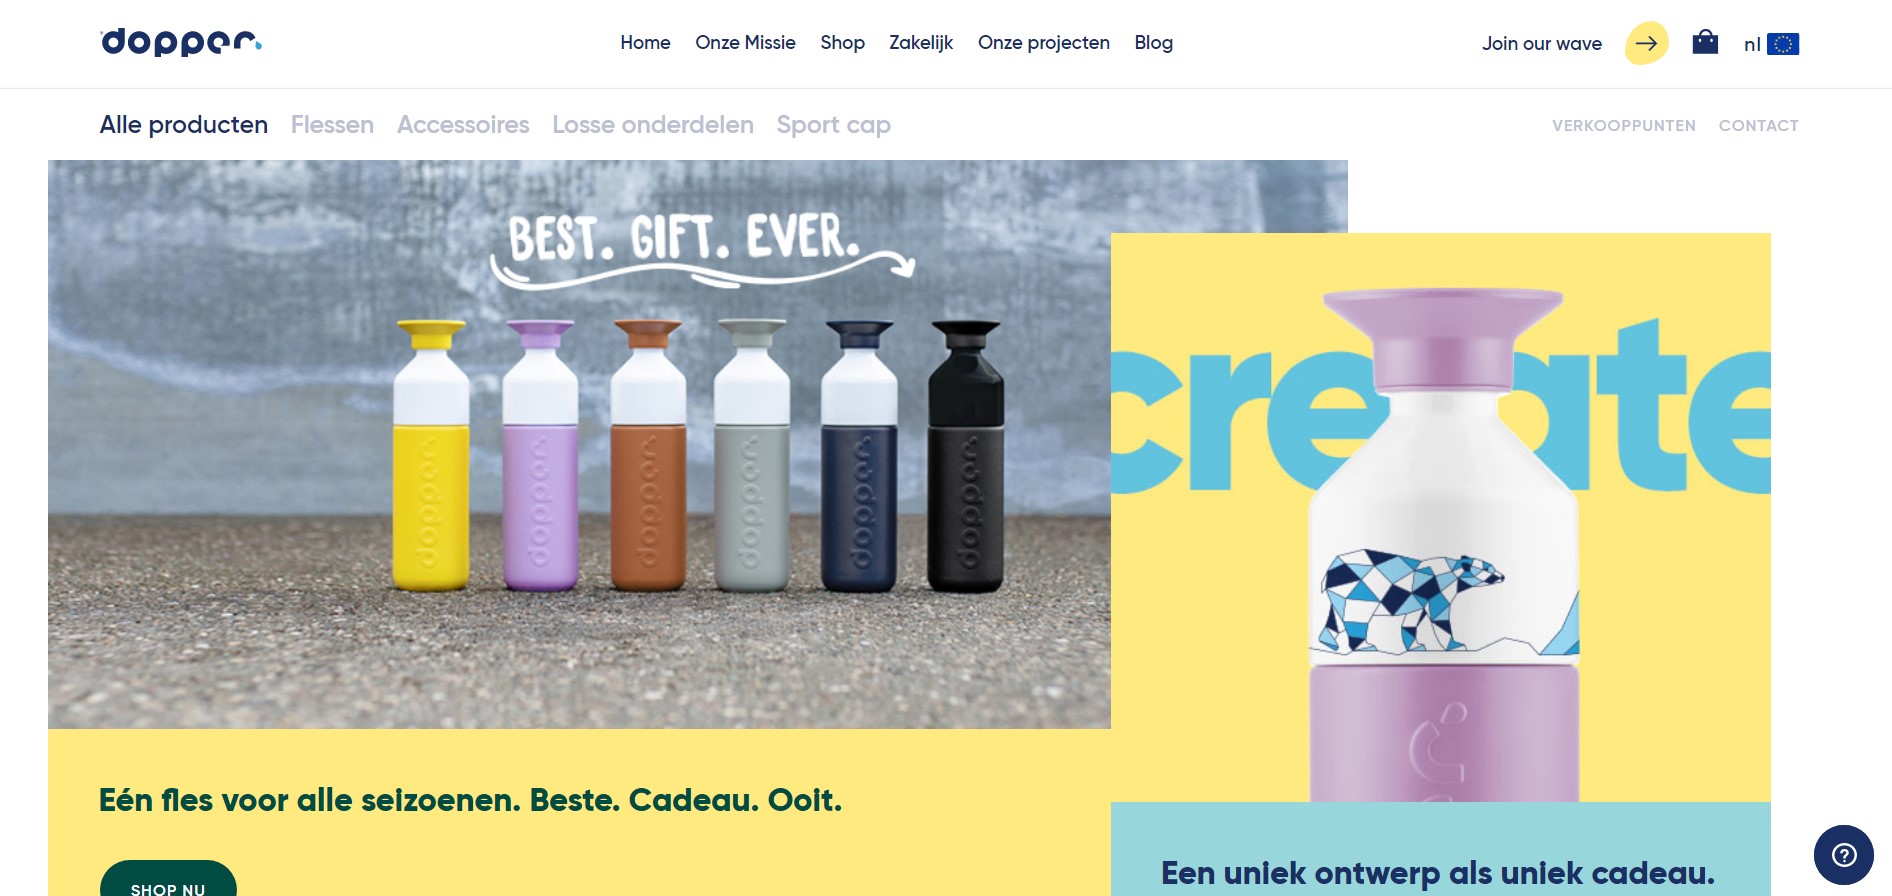 dopper
Home Onze Missie Shop Zakelijk Onze projecten Blog
Join our wave
nl
Alle producten Flessen Accessoires Losse onderdelen Sport cap
VERKOOPPUNTEN CONTACT
BEST. GIFT. EVER.
dopper dopper dopper dopper dopper dopper
create
Eén fles voor alle seizoenen. Beste. Cadeau. Ooit.
SHOP NU
Een uniek ontwerp als uniek cadeau.